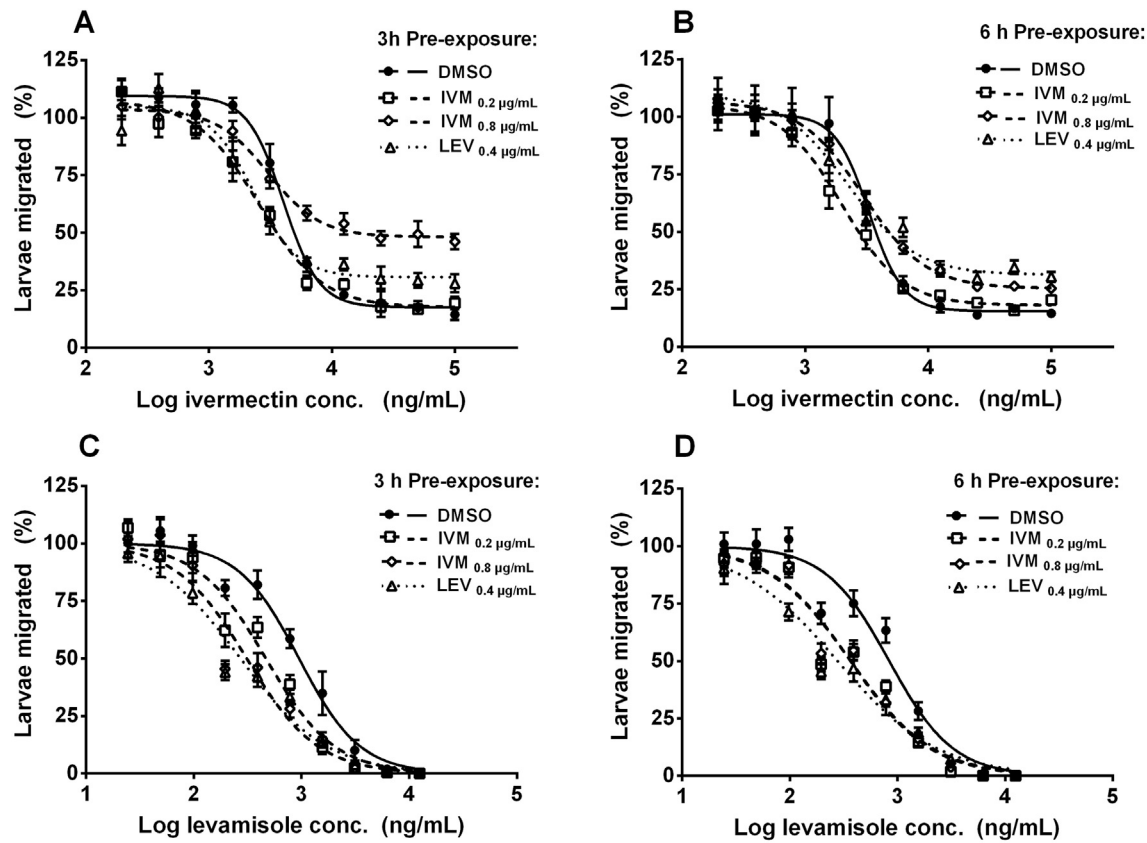 A
3h Pre-exposure:
DMSO
IVM 0.2 µg/mL
IVM 0.8 µg/mL
LEV 0.4 µg/mL
Larvae migrated (%)
125
100
75
50
25
0
2 3 4 5
Log ivermectin conc. (ng/mL)
B
6 h Pre-exposure:
DMSO
IVM 0.2 µg/mL
IVM 0.8 µg/mL
LEV 0.4 µg/mL
Larvae migrated (%)
125
100
75
50
25
0
2 3 4 5
Log ivermectin conc. (ng/mL)
C
3 h Pre-exposure:
DMSO
IVM 0.2 µg/mL
IVM 0.8 µg/mL
LEV 0.4 µg/mL
Larvae migrated (%)
125
100
75
50
25
0
1 2 3 4 5
Log levamisole conc. (ng/mL)
D
6 h Pre-exposure:
DMSO
IVM 0.2 µg/mL
IVM 0.8 µg/mL
LEV 0.4 µg/mL
Larvae migrated (%)
125
100
75
50
25
0
1 2 3 4 5
Log levamisole conc. (ng/mL)